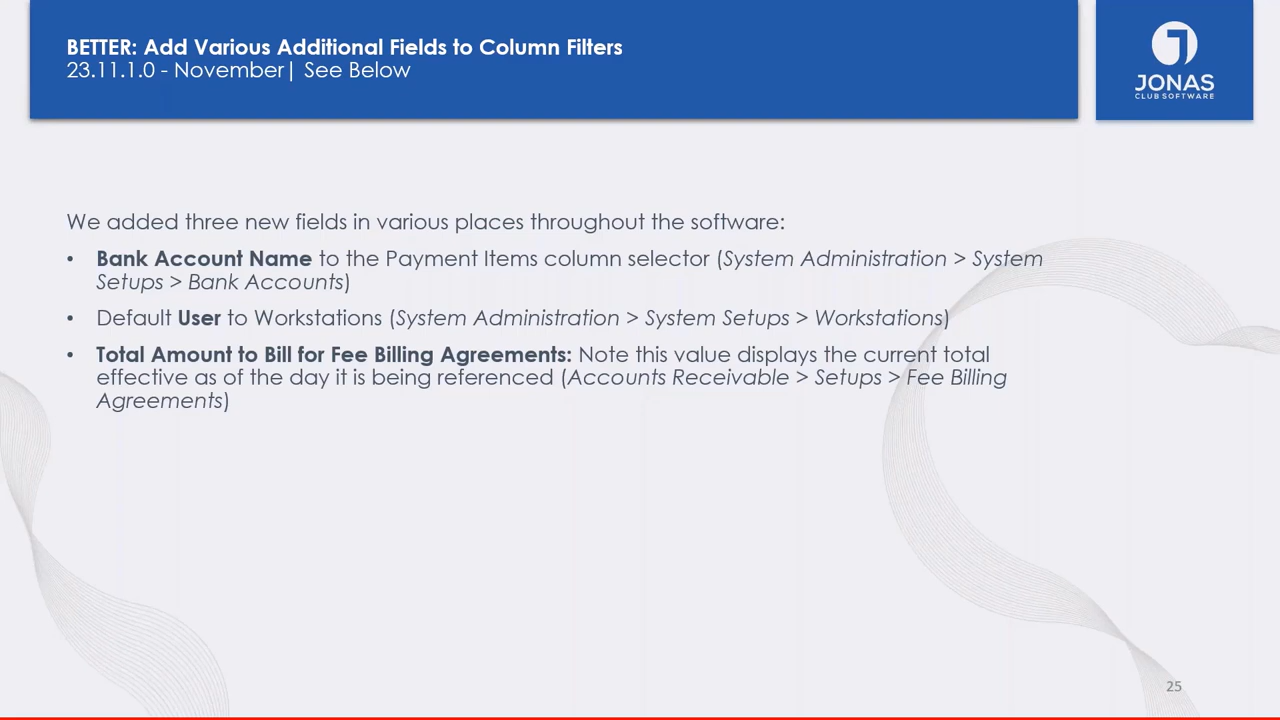 BETTER: Add Various Additional Fields to Column Filters
23.11.1.0 - November| See Below
JONAS
CLUB SOFTWARE
We added three new fields in various places throughout the software:
• Bank Account Name to the Payment Items column selector (System Administration > System
Setups > Bank Accounts)
• Default User to Workstations (System Administration > System Setups > Workstations)
• Total Amount to Bill for Fee Billing Agreements: Note this value displays the current total
effective as of the day it is being referenced (Accounts Receivable > Setups > Fee Billing
Agreements)
25